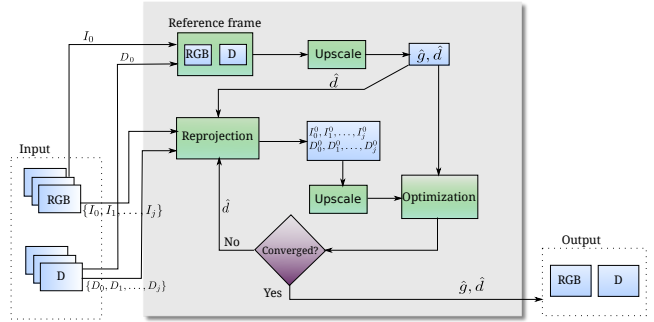 Reference frame
I_0
RGB
D
Upscale
ĝ, d̂
D_0
d̂
Input
Reprojection
I_0^0, I_1^0, . . . , I_j^0
D_0^0, D_1^0, . . . , D_j^0
RGB
{I_0, I_1, . . . , I_j}
Upscale
Optimization
d̂
No
Converged?
D
{D_0, D_1, . . . , D_j}
Yes
ĝ, d̂
Output
RGB
D